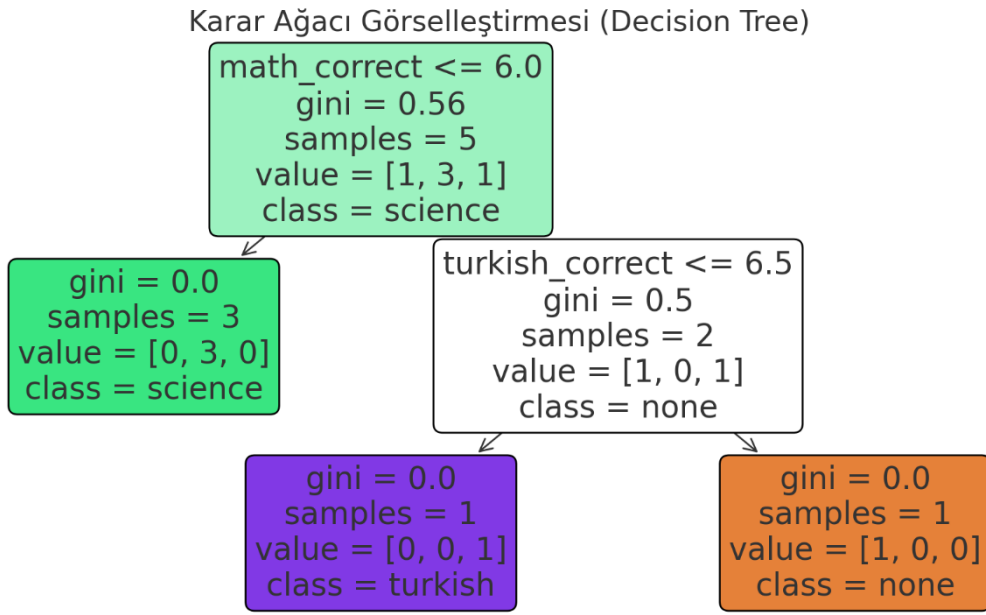 Karar Ağacı Görselleştirmesi (Decision Tree)
math_correct <= 6.0
gini = 0.56
samples = 5
value = [1, 3, 1]
class = science
gini = 0.0
samples = 3
value = [0, 3, 0]
class = science
turkish_correct <= 6.5
gini = 0.5
samples = 2
value = [1, 0, 1]
class = none
gini = 0.0
samples = 1
value = [0, 0, 1]
class = turkish
gini = 0.0
samples = 1
value = [1, 0, 0]
class = none